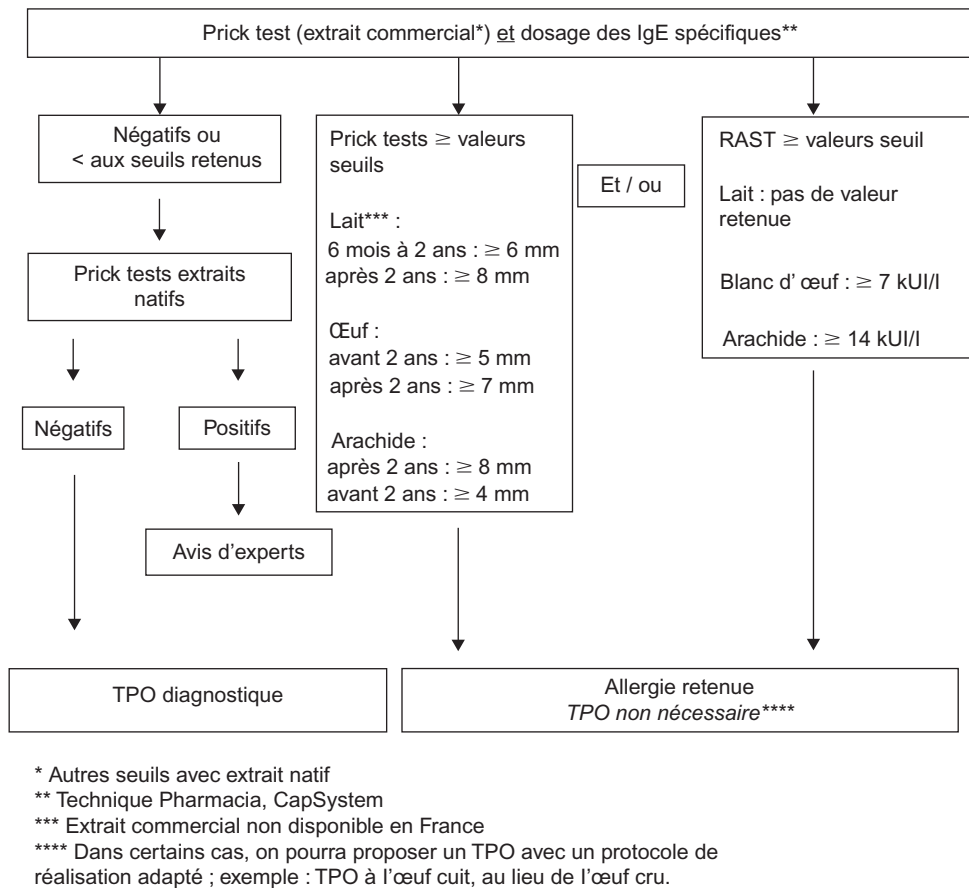 Prick test (extrait commercial*) et dosage des IgE spécifiques**
Négatifs ou
< aux seuils retenus
Prick tests extraits
natifs
Négatifs
Positifs
Avis d'experts
Prick tests ≥ valeurs
seuils
Lait*** :
6 mois à 2 ans : ≥ 6 mm
après 2 ans : ≥ 8 mm
Œuf :
avant 2 ans : ≥ 5 mm
après 2 ans : ≥ 7 mm
Arachide :
après 2 ans : ≥ 8 mm
avant 2 ans : ≥ 4 mm
Et / ou
RAST ≥ valeurs seuil
Lait : pas de valeur
retenue
Blanc d' œuf : ≥ 7 kUI/l
Arachide : ≥ 14 kUI/l
TPO diagnostique
Allergie retenue
TPO non nécessaire****
* Autres seuils avec extrait natif
** Technique Pharmacia, CapSystem
*** Extrait commercial non disponible en France
**** Dans certains cas, on pourra proposer un TPO avec un protocole de
réalisation adapté ; exemple : TPO à l'œuf cuit, au lieu de l'œuf cru.